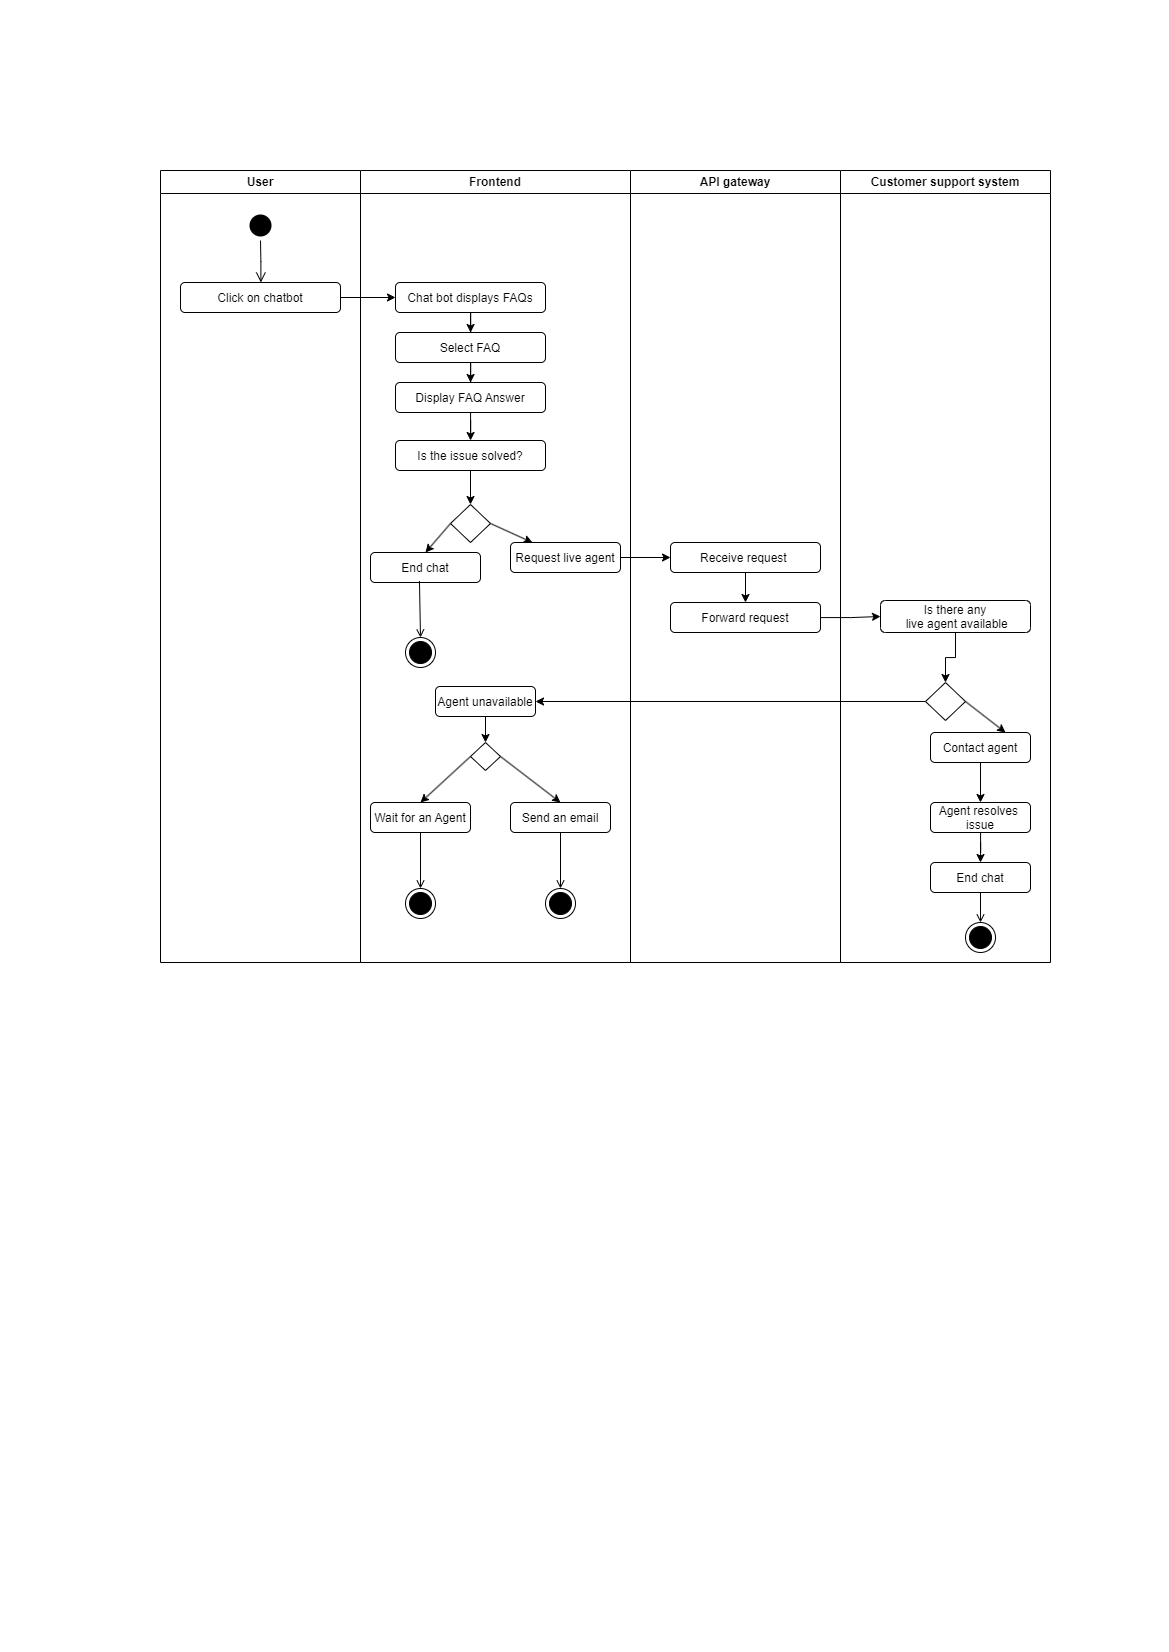 User
Frontend
API gateway
Customer support system
Click on chatbot
Chat bot displays FAQs
Select FAQ
Display FAQ Answer
Is the issue solved?
End chat
Request live agent
Receive request
Forward request
Is there any
live agent available
Agent unavailable
Contact agent
Wait for an Agent
Send an email
Agent resolves
issue
End chat